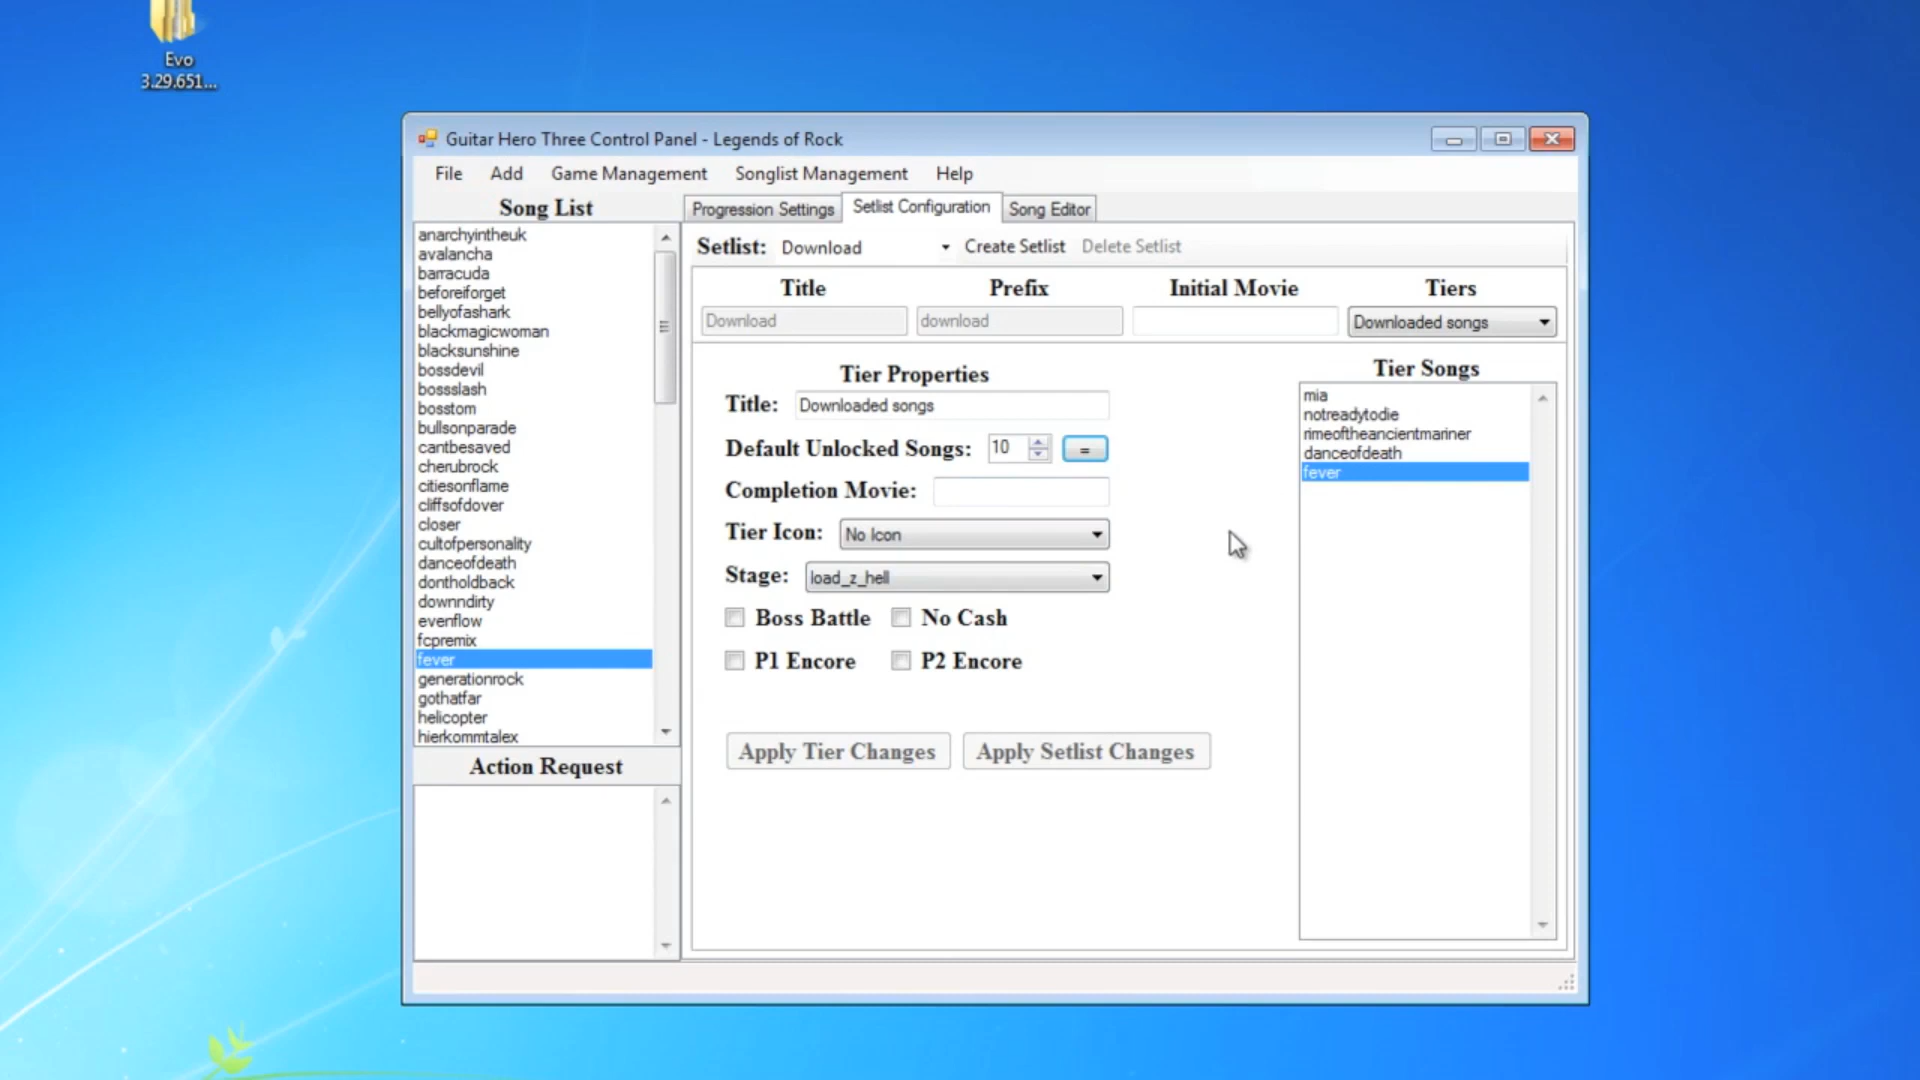 Evo
3.29.651...
Guitar Hero Three Control Panel - Legends of Rock
File Add Game Management Songlist Management Help
Song List
anarchyintheuk
avalancha
barracuda
beforeiforget
bellyofashark
blackmagicwoman
blacksunshine
bossdevil
bossslash
bosstom
bullsonparade
cantbesaved
cherubrock
citiesonflame
cliffsofdover
closer
cultofpersonality
danceofdeath
dontholdback
downndirty
evenflow
fcpremix
fever
generationrock
gothatfar
helicopter
hierkommtalex
Action Request
Progression Settings Setlist Configuration Song Editor
Setlist: Download Create Setlist Delete Setlist
Title Prefix Initial Movie Tiers
Download download Downloaded songs
Tier Properties
Title: Downloaded songs
Default Unlocked Songs: 10 =
Completion Movie:
Tier Icon: No Icon
Stage: load_z_hell
Boss Battle No Cash
P1 Encore P2 Encore
Apply Tier Changes Apply Setlist Changes
Tier Songs
mia
notreadytodie
rimeoftheancientmariner
danceofdeath
fever